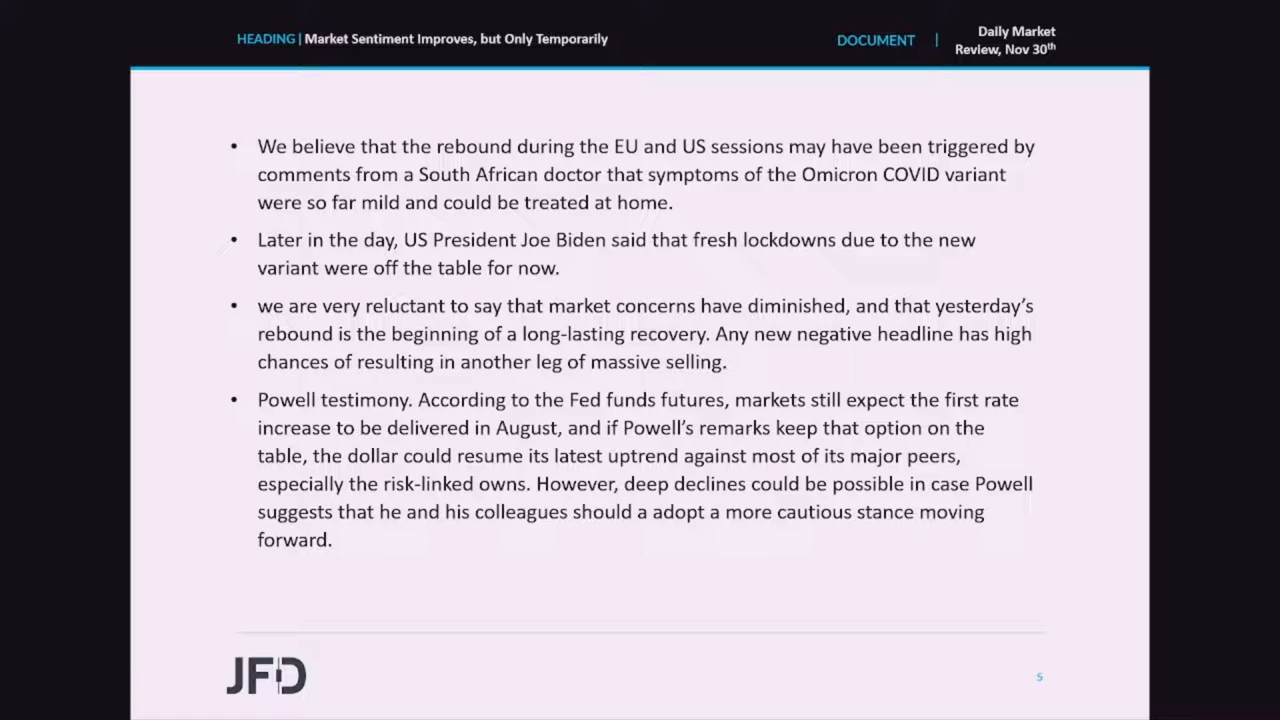 HEADING | Market Sentiment Improves, but Only Temporarily
DOCUMENT | Daily Market
Review, Nov 30th
• We believe that the rebound during the EU and US sessions may have been triggered by
comments from a South African doctor that symptoms of the Omicron COVID variant
were so far mild and could be treated at home.
• Later in the day, US President Joe Biden said that fresh lockdowns due to the new
variant were off the table for now.
• we are very reluctant to say that market concerns have diminished, and that yesterday's
rebound is the beginning of a long-lasting recovery. Any new negative headline has high
chances of resulting in another leg of massive selling.
• Powell testimony. According to the Fed funds futures, markets still expect the first rate
increase to be delivered in August, and if Powell's remarks keep that option on the
table, the dollar could resume its latest uptrend against most of its major peers,
especially the risk-linked owns. However, deep declines could be possible in case Powell
suggests that he and his colleagues should a adopt a more cautious stance moving
forward.
JFD
5